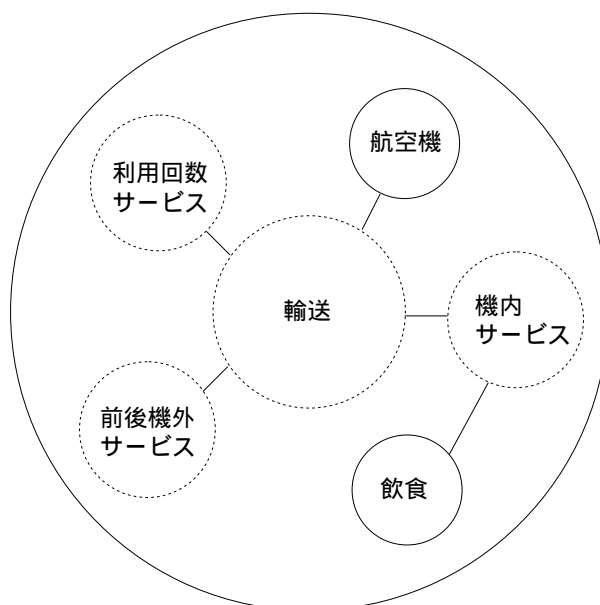 航空機
利用回数
サービス
輸送
機内
サービス
前後機外
サービス
飲食